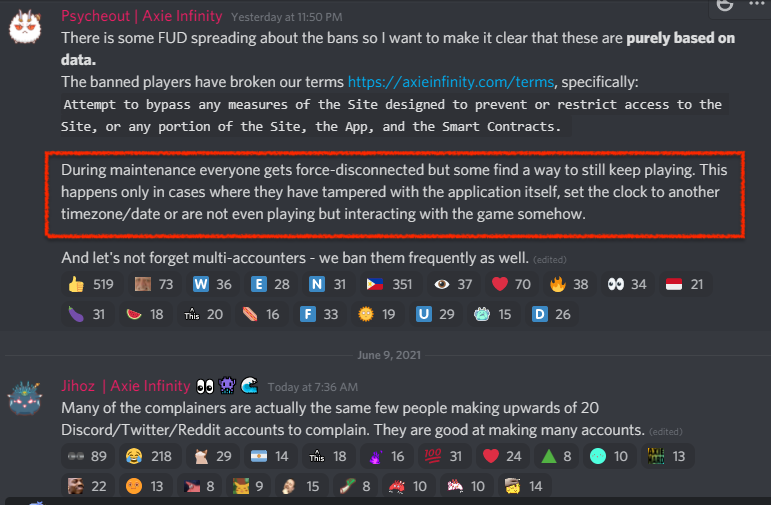 Psycheout | Axie Infinity Yesterday at 11:50 PM
There is some FUD spreading about the bans so I want to make it clear that these are purely based on
data.
The banned players have broken our terms https://axieinfinity.com/terms, specifically:
Attempt to bypass any measures of the Site designed to prevent or restrict access to the
Site, or any portion of the Site, the App, and the Smart Contracts.
During maintenance everyone gets force-disconnected but some find a way to still keep playing. This
happens only in cases where they have tampered with the application itself, set the clock to another
timezone/date or are not even playing but interacting with the game somehow.
And let's not forget multi-accounters - we ban them frequently as well. (edited)
519 73 W 36 E 28 N 31 351 37 70 38 34 21
31 18 This 20 16 F 33 19 U 29 15 D 26
June 9, 2021
Jihoz | Axie Infinity Today at 7:36 AM
Many of the complainers are actually the same few people making upwards of 20
Discord/Twitter/Reddit accounts to complain. They are good at making many accounts. (edited)
89 218 29 14 This 18 16 100 31 24 8 10 13
22 13 8 9 15 8 10 10 14